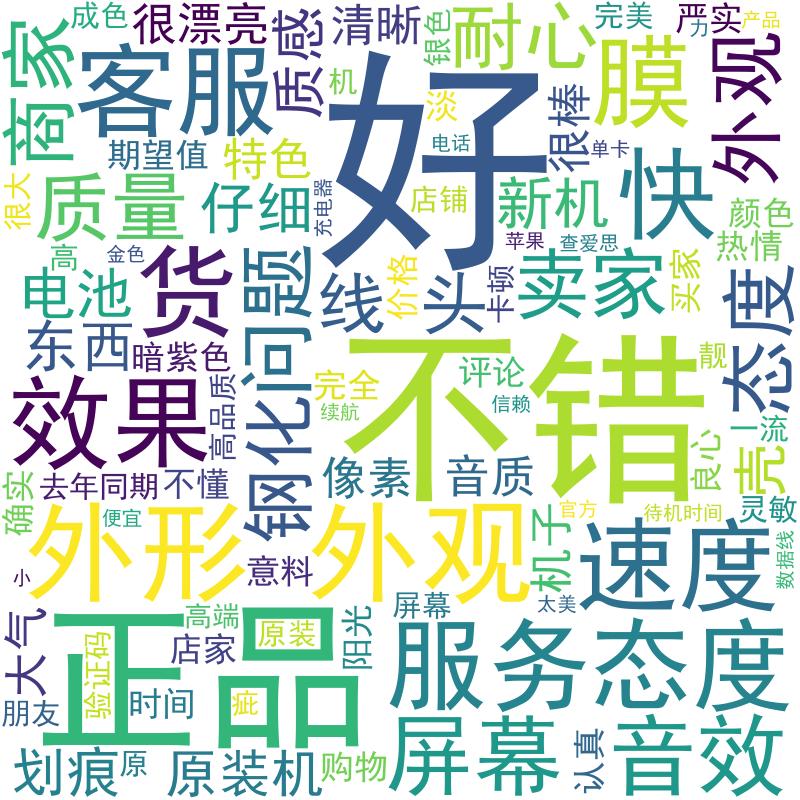 成色
很漂亮
质感
清晰
银色
耐心
完美
严实
力
产品
商家
客服
机
好
淡
很棒
膜
外观
期望值
特色
电话
单卡
很大
质量
仔细
充电器
店铺
新机
快
颜色
热情
高
金色
货
苹果
查爱思
电池
钢化问题
线
价格
头
卡顿
卖家
买家
态度
东西
暗紫色
效果
高品质
完全
续航
不错
评论
信赖
靓
一流
良心
壳
确实
去年同期
不懂
像素
音质
便宜
外形
外观
官方
待机时间
灵敏
机子
数据线
小
意料
速度
大气
正品
高端
原装
店家
阳光
屏幕
太美
服务态度
验证码
朋友
时间
疵
划痕
原
原装机
购物
屏幕
认真
音效